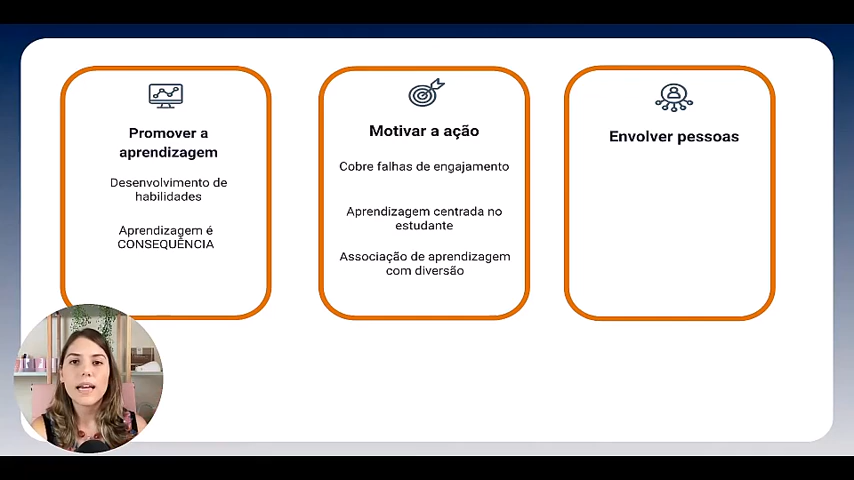 Promover a
aprendizagem
Desenvolvimento de
habilidades
Aprendizagem é
CONSEQUÊNCIA
Motivar a ação
Cobre falhas de engajamento
Aprendizagem centrada no
estudante
Associação de aprendizagem
com diversão
Envolver pessoas